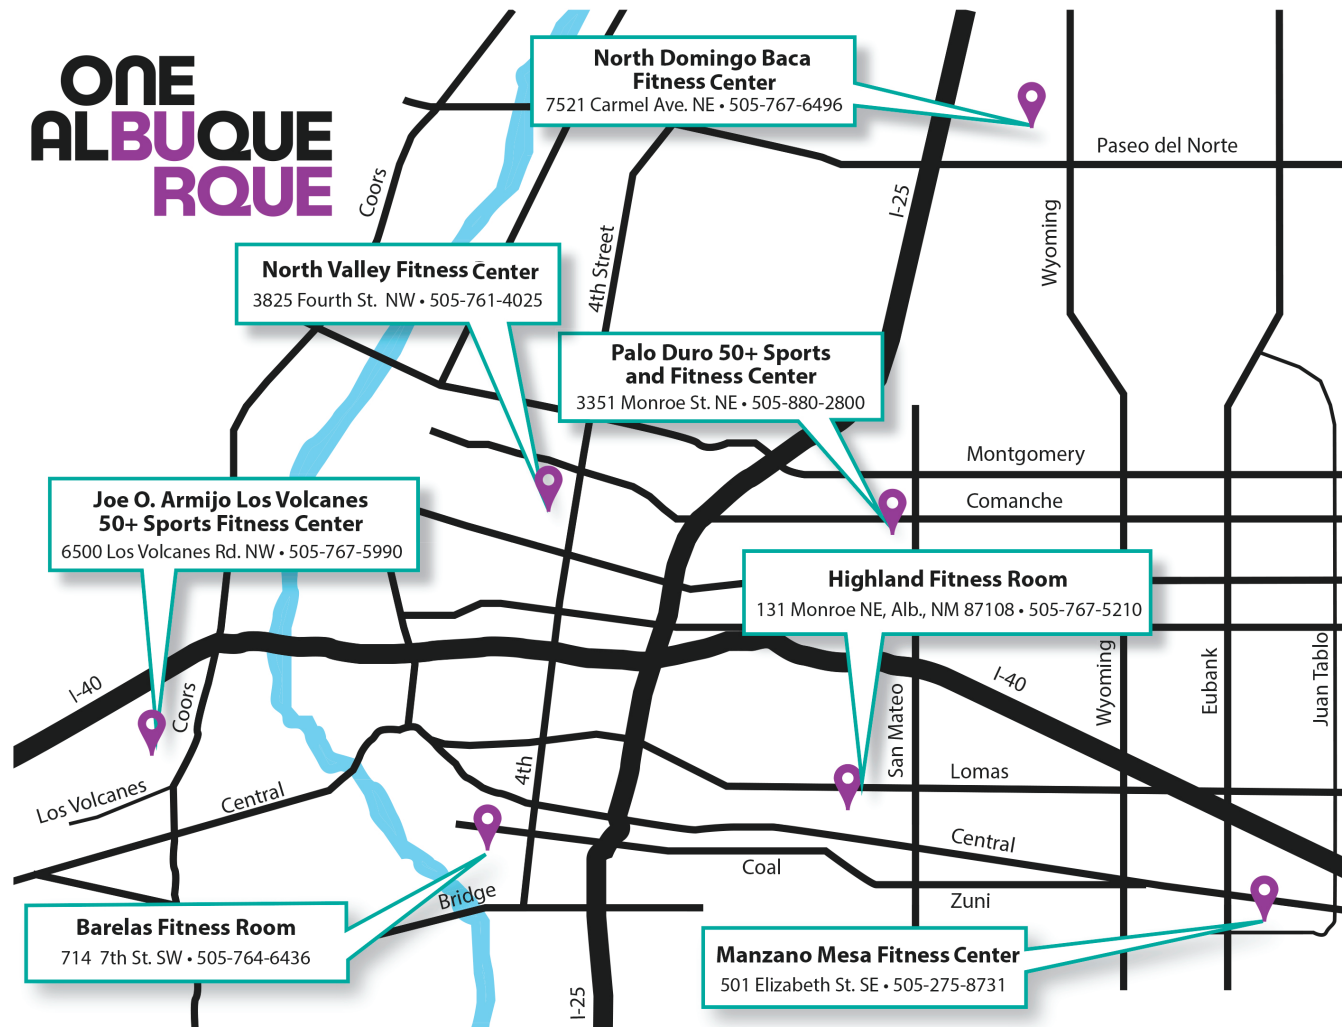 ONE
ALBUQUE
RQUE
North Domingo Baca
Fitness Center
7521 Carmel Ave. NE • 505-767-6496
Paseo del Norte
Coors
I-25
Wyoming
4th Street
North Valley Fitness Center
3825 Fourth St. NW • 505-761-4025
Palo Duro 50+ Sports
and Fitness Center
3351 Monroe St. NE • 505-880-2800
Montgomery
Comanche
Joe O. Armijo Los Volcanes
50+ Sports Fitness Center
6500 Los Volcanes Rd. NW • 505-767-5990
Highland Fitness Room
131 Monroe NE, Alb., NM 87108 • 505-767-5210
I-40
Coors
I-40
San Mateo
Wyoming
Eubank
Juan Tablo
Los Volcanes
Central
4th
Lomas
Central
Coal
Zuni
Bridge
Barelas Fitness Room
714 7th St. SW • 505-764-6436
Manzano Mesa Fitness Center
501 Elizabeth St. SE • 505-275-8731
I-25